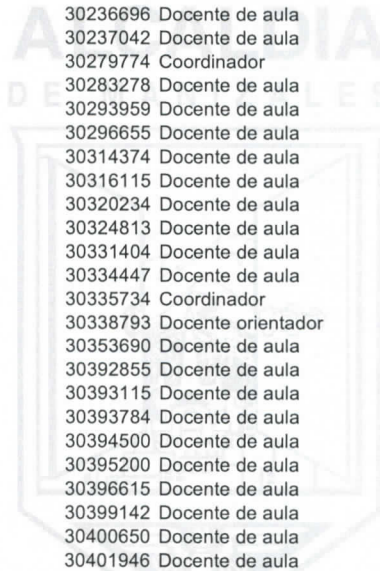 ALCALDIA
DE MANIZALES
30236696 Docente de aula
30237042 Docente de aula
30279774 Coordinador
30283278 Docente de aula
30293959 Docente de aula
30296655 Docente de aula
30314374 Docente de aula
30316115 Docente de aula
30320234 Docente de aula
30324813 Docente de aula
30331404 Docente de aula
30334447 Docente de aula
30335734 Coordinador
30338793 Docente orientador
30353690 Docente de aula
30392855 Docente de aula
30393115 Docente de aula
30393784 Docente de aula
30394500 Docente de aula
30395200 Docente de aula
30396615 Docente de aula
30399142 Docente de aula
30400650 Docente de aula
30401946 Docente de aula